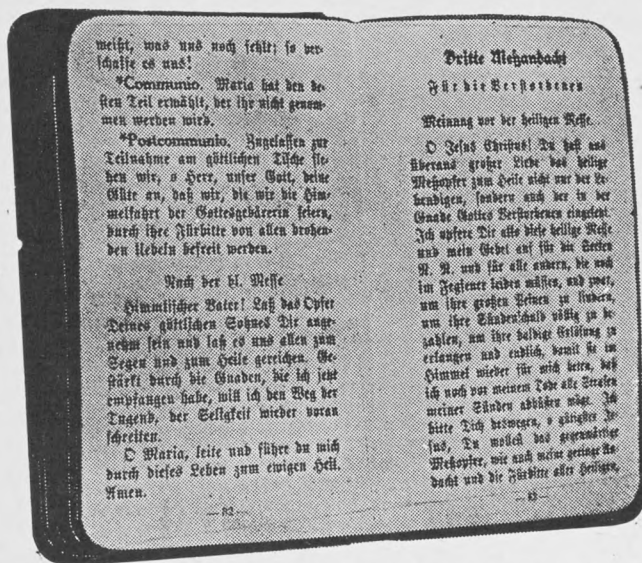 weißt, was uns noch fehlt; so ver-
schaffe es uns!
*Communio. Maria hat den be-
sten Teil erwählt, der ihr nicht genom-
men werden wird.
*Postcommunio. Zugelassen zur
Teilnahme am göttlichen Tische fle-
hen wir, o Herr, unser Gott, deine
Güte an, daß wir, die wir die Him-
melfahrt der Gottesgebärerin feiern,
durch ihre Fürbitte von allen drohen-
den Uebeln befreit werden.
Nach der hl. Messe
Himmlischer Vater! Laß das Opfer
Deines göttlichen Sohnes Dir ange-
nehm sein und laß es uns allen zum
Segen und zum Heile gereichen. Ge-
stärkt durch die Gnaden, die ich jetzt
empfangen habe, will ich den Weg der
Tugend, der Seligkeit wieder voran
schreiten.
O Maria, leite und führe du mich
durch dieses Leben zum ewigen Heil.
Amen.
— 82 —
Dritte Meßandacht
Für die Verstorbenen
Meinung vor der heiligen Messe.
O Jesus Christus! Du hast aus
überaus großer Liebe das heilige
Meßopfer zum Heile nicht nur der Le-
bendigen, sondern auch der in der
Gnade Gottes Verstorbenen eingesetzt.
Ich opfere Dir also diese heilige Messe
und mein Gebet auf für die Seelen
N. N. und für alle andern, die noch
im Fegfeuer leiden müssen, und zwar,
um ihre großen Peinen zu lindern,
um ihre Sündenschuld völlig zu be-
zahlen, um ihre baldige Erlösung zu
erlangen und endlich, damit sie im
Himmel wieder für mich beten, daß
ich noch vor meinem Tode alle Strafen
meiner Sünden abbüßen möge. Ich
bitte Dich deswegen, o gütigster Je-
sus, Du wollest das gegenwärtige
Meßopfer, wie auch meine geringe An-
dacht und die Fürbitte aller Heiligen,
— 83 —